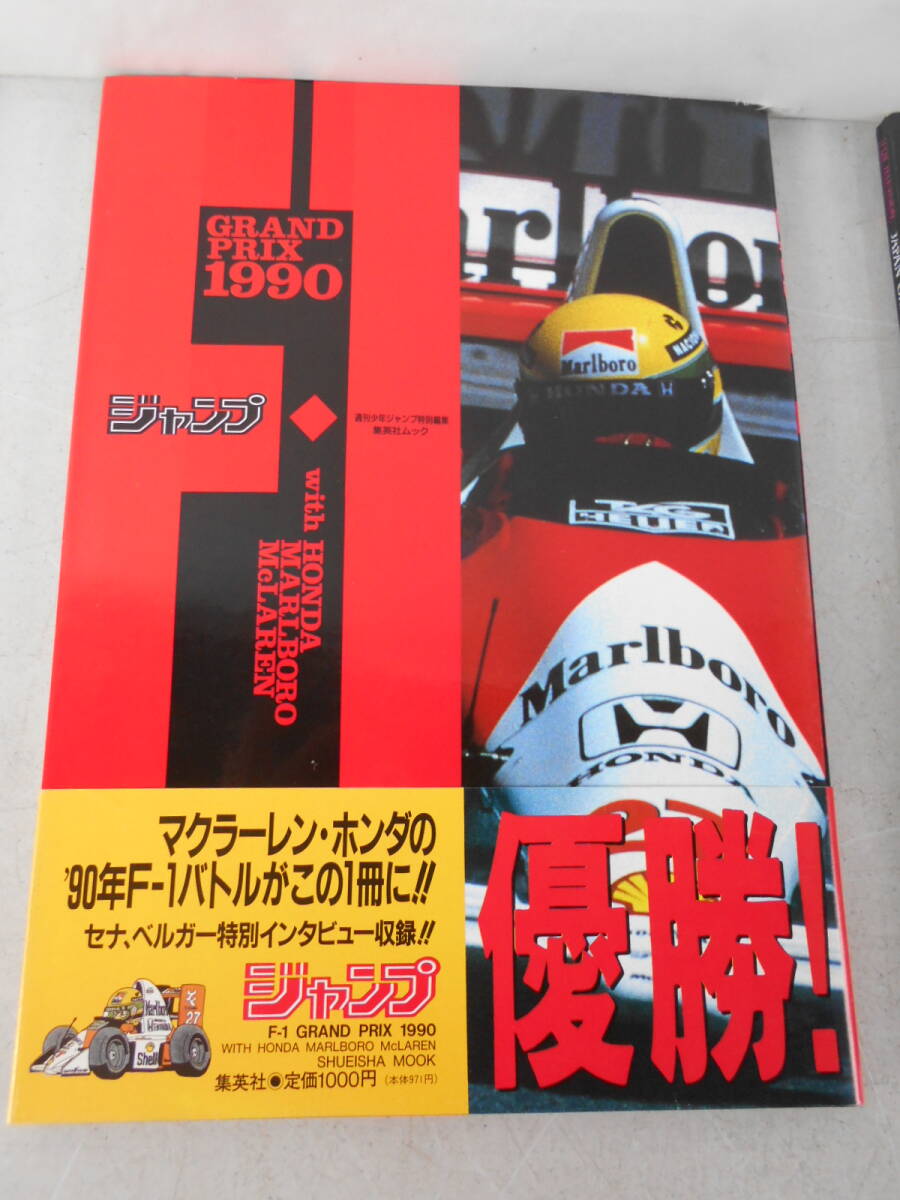 GRAND
PRIX
1990
ジャンプ
週刊少年ジャンプ特別編集
集英社ムック
with HONDA
MARLBORO
McLAREN
Marlboro
HONDA
HEUER
Marlboro
HONDA
マクラーレン・ホンダの
'90年F-1バトルがこの1冊に!!
セナ、ベルガー特別インタビュー収録!!
ジャンプ
F-1 GRAND PRIX 1990
WITH HONDA MARLBORO McLAREN
SHUEISHA MOOK
集英社●定価1000円(本体971円)
Marlboro
27
Shell
優勝!